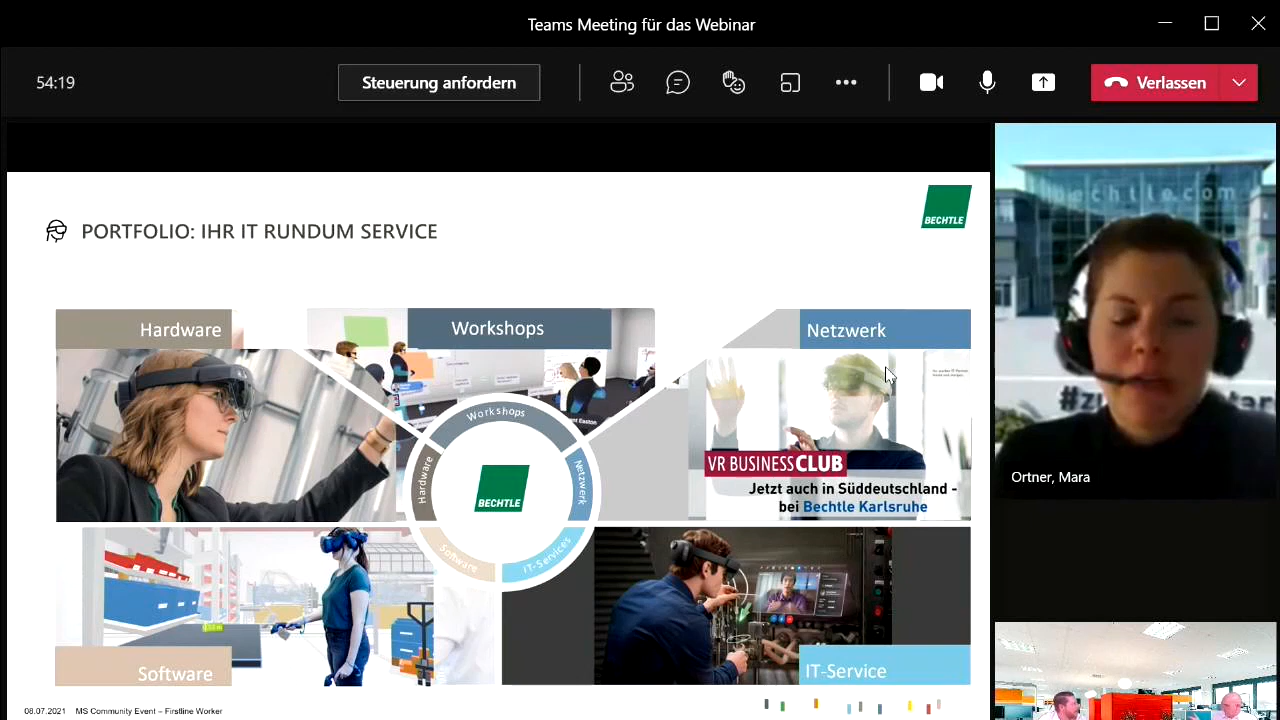 Teams Meeting für das Webinar
54:19
Steuerung anfordern
Verlassen
PORTFOLIO: IHR IT RUNDUM SERVICE
BECHTLE
Hardware
Workshops
Netzwerk
Workshops
Hardware
Netzwerk
BECHTLE
Software
IT-Services
VR BUSINESSCLUB
Jetzt auch in Süddeutschland -
bei Bechtle Karlsruhe
Software
IT-Service
08.07.2021 MS Community Event – Firstline Worker
bechtle.com
Ortner, Mara